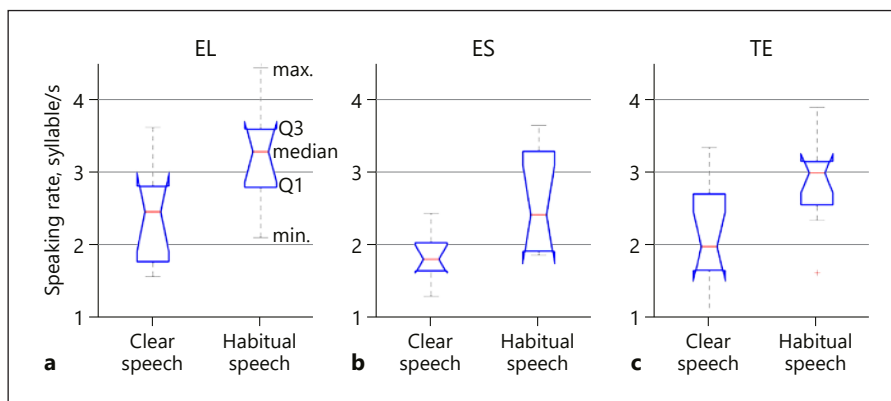 EL
ES
TE
Speaking rate, syllable/s
4
3
2
1
max.
Q3
median
Q1
min.
Clear
speech
Habitual
speech
a
4
3
2
1
Clear
speech
Habitual
speech
b
4
3
2
1
Clear
speech
Habitual
speech
c